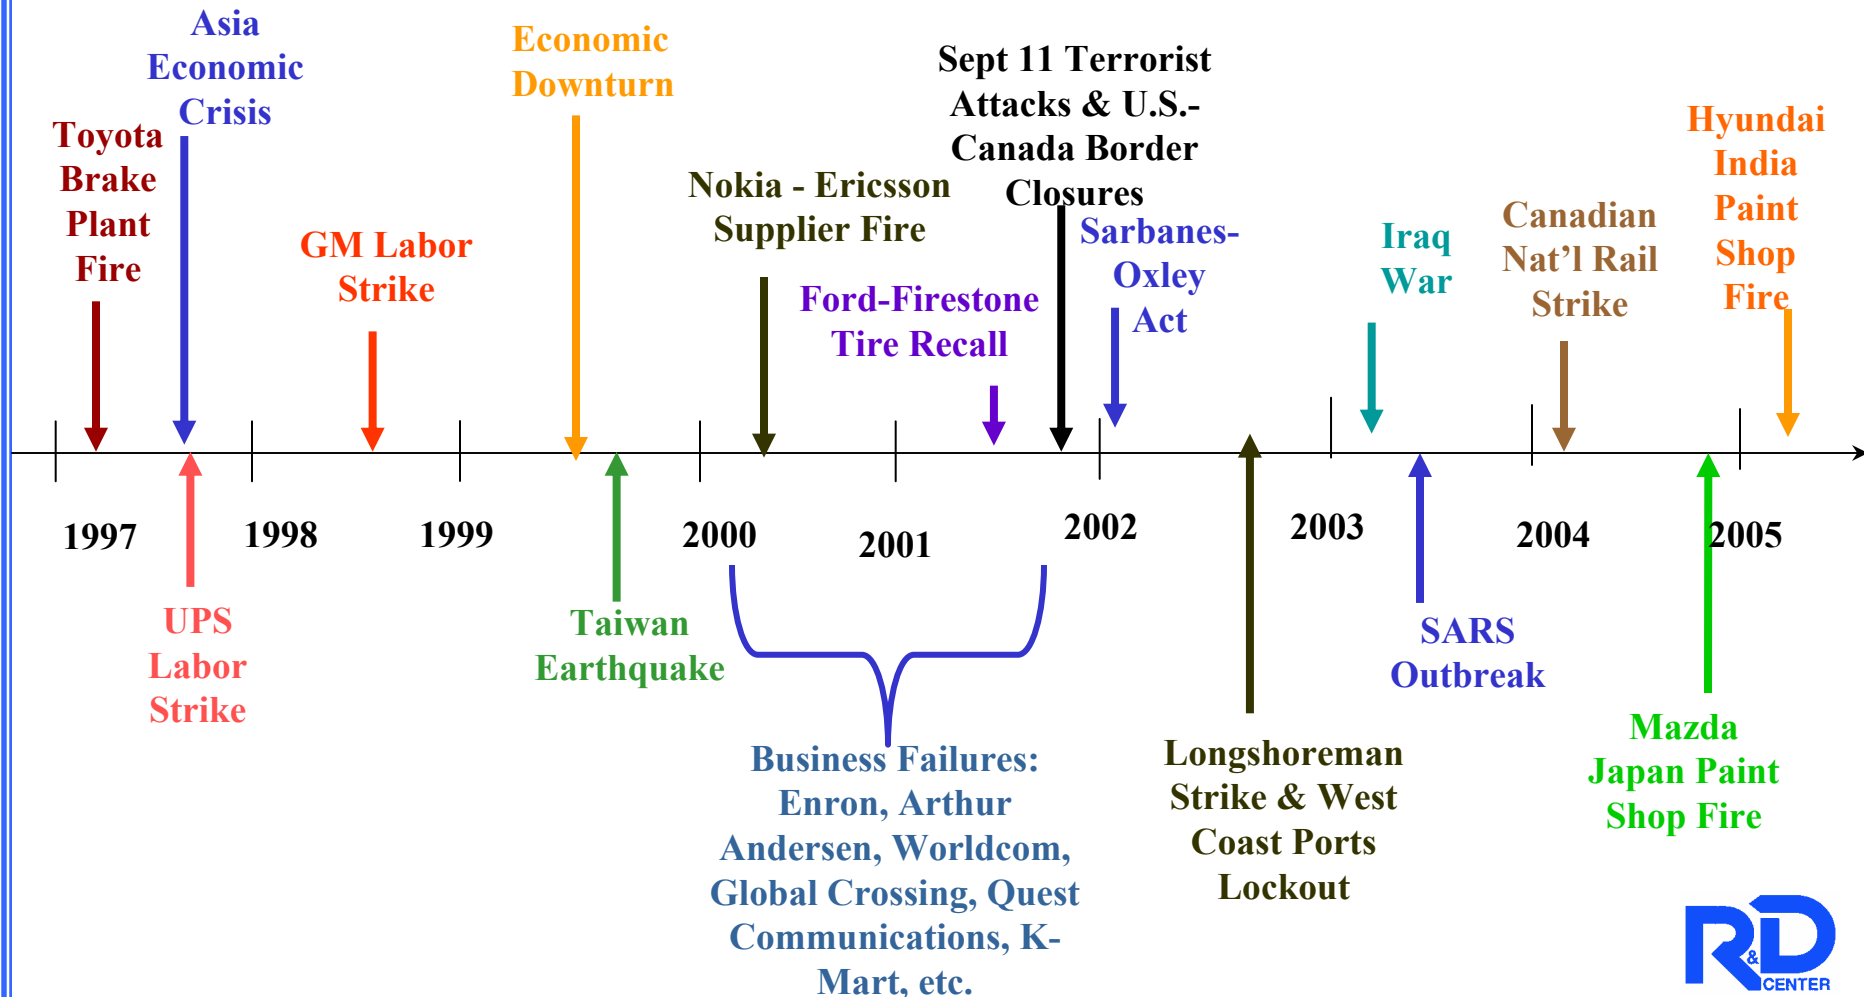 Asia
Economic
Crisis
Toyota
Brake
Plant
Fire
GM Labor
Strike
Economic
Downturn
Nokia - Ericsson
Supplier Fire
Ford-Firestone
Tire Recall
Sept 11 Terrorist
Attacks & U.S.-
Canada Border
Closures
Sarbanes-
Oxley
Act
Iraq
War
Canadian
Nat’l Rail
Strike
Hyundai
India
Paint
Shop
Fire
1997
1998
1999
2000
2001
2002
2003
2004
2005
UPS
Labor
Strike
Taiwan
Earthquake
Business Failures:
Enron, Arthur
Andersen, Worldcom,
Global Crossing, Quest
Communications, K-
Mart, etc.
Longshoreman
Strike & West
Coast Ports
Lockout
SARS
Outbreak
Mazda
Japan Paint
Shop Fire
R&D
CENTER